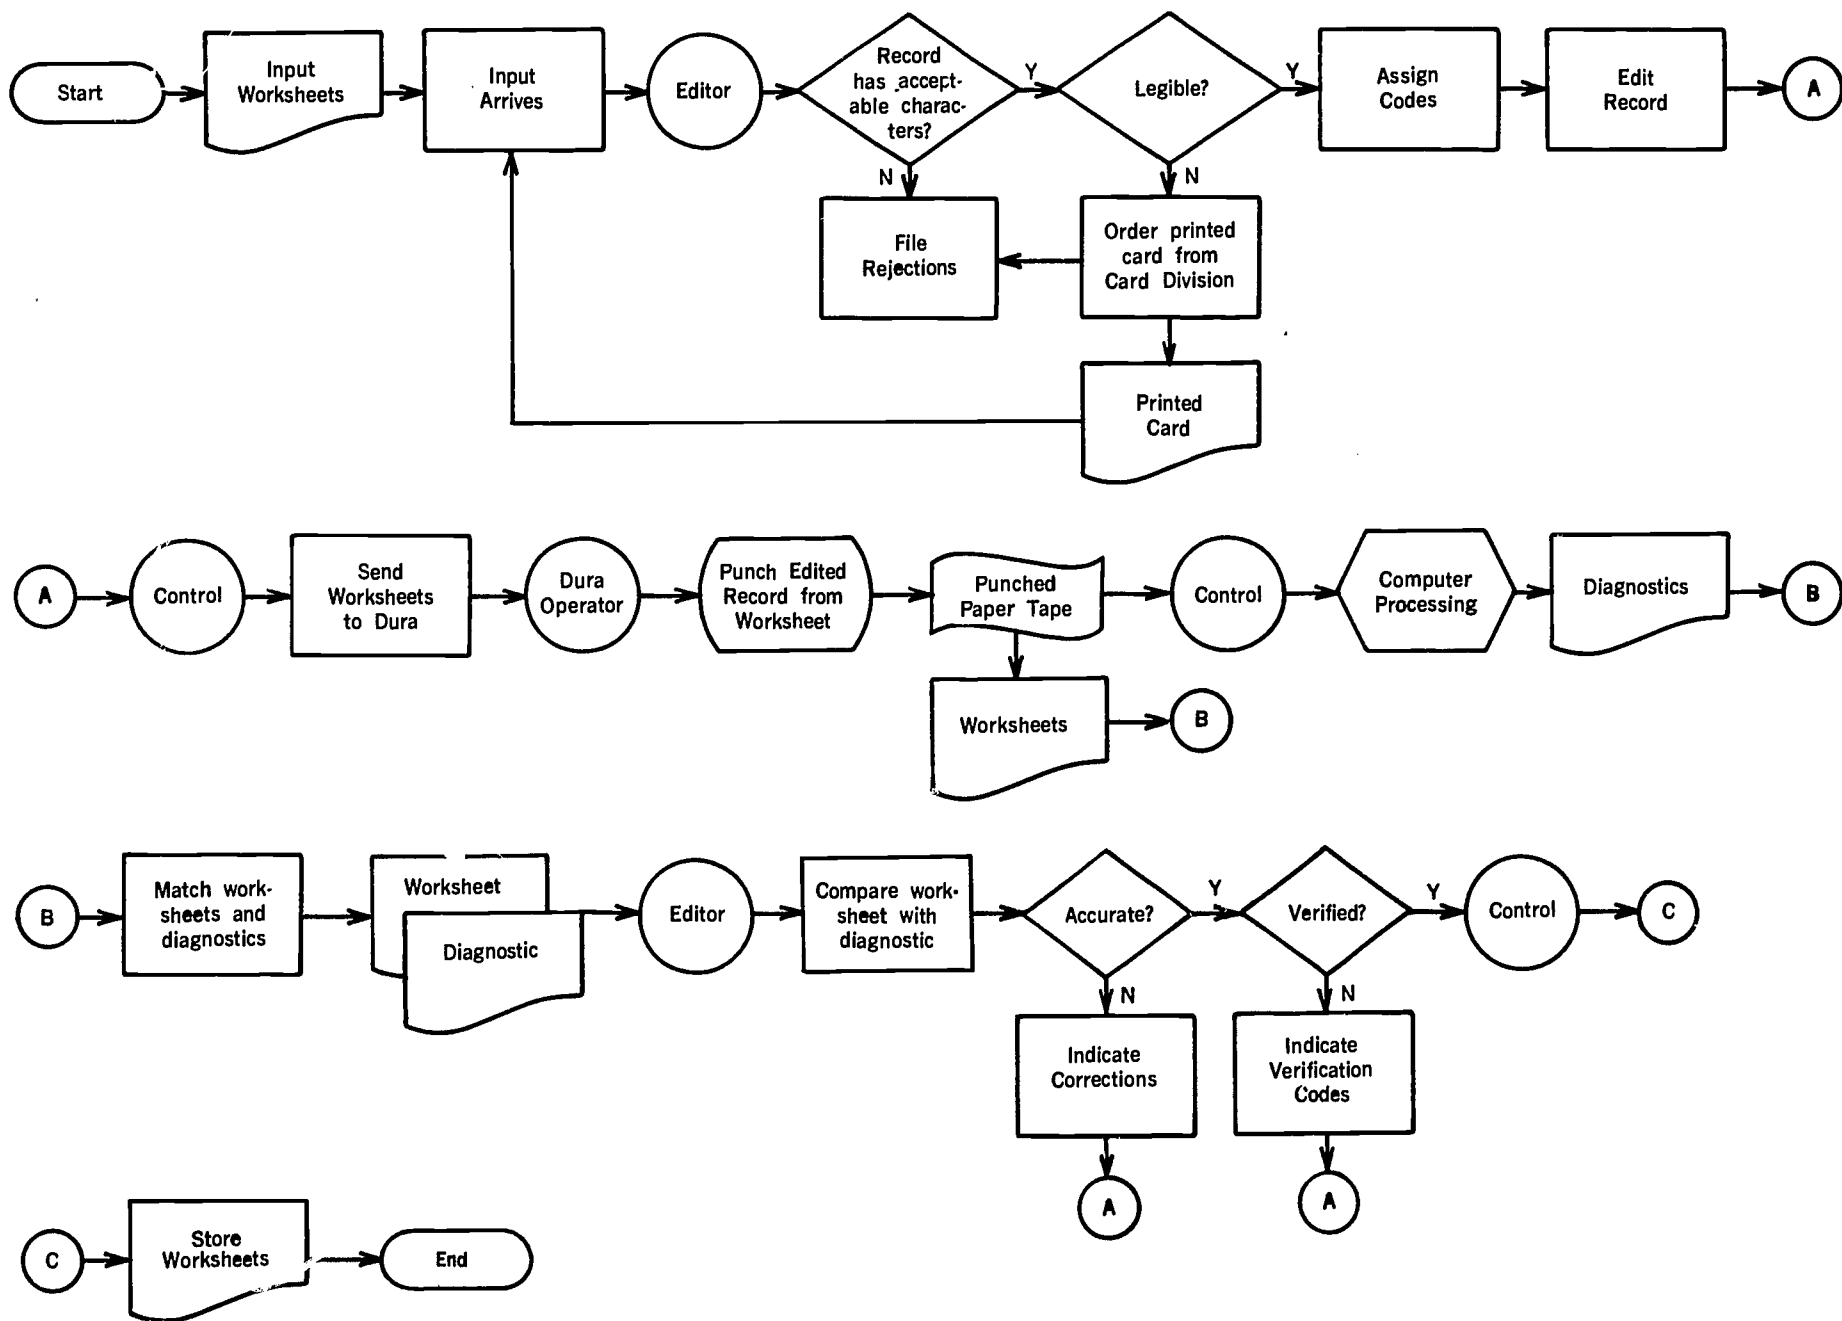 Start
Input
Worksheets
Input
Arrives
Editor
Record
has accept-
able charac-
ters?
Y
Legible?
Y
Assign
Codes
Edit
Record
A
N
N
File
Rejections
Order printed
card from
Card Division
Printed
Card
A
Control
Send
Worksheets
to Dura
Dura
Operator
Punch Edited
Record from
Worksheet
Punched
Paper Tape
Control
Computer
Processing
Diagnostics
B
Worksheets
B
B
Match work-
sheets and
diagnostics
Worksheet
Diagnostic
Editor
Compare work-
sheet with
diagnostic
Accurate?
Y
Verified?
Y
Control
C
N
N
Indicate
Corrections
Indicate
Verification
Codes
A
A
C
Store
Worksheets
End